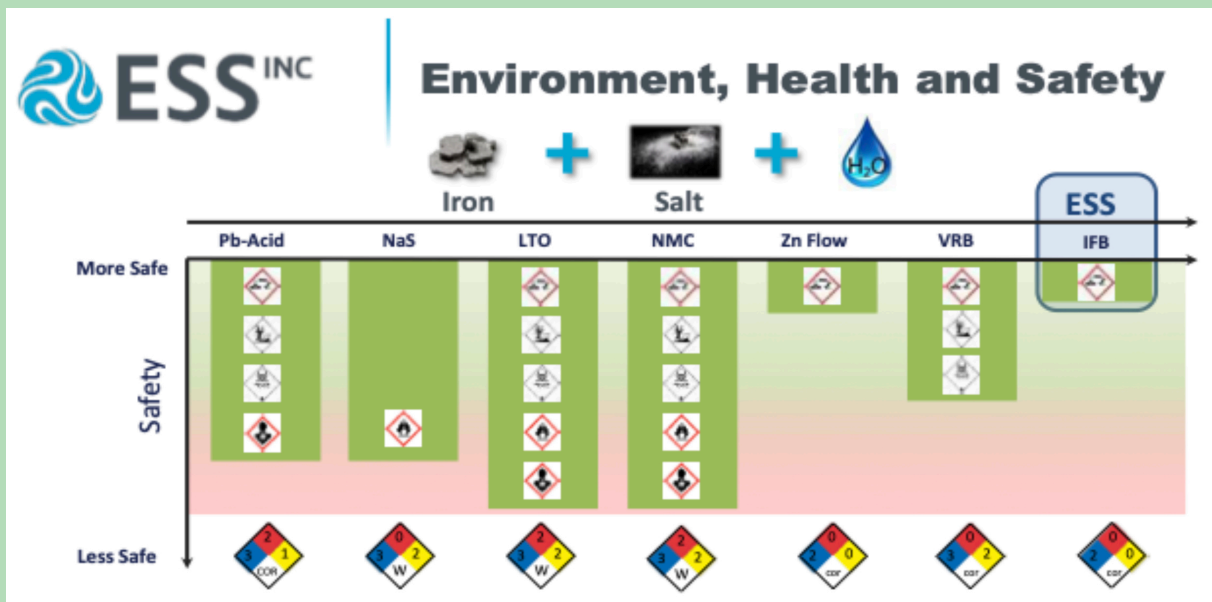 ESS INC
Environment, Health and Safety
H₂O
Iron + Salt +
ESS
Pb-Acid NaS LTO NMC Zn Flow VRB IFB
More Safe
Safety
Less Safe
2 0 2 2 0 0 0
3 1 3 2 3 2 3 2 2 0 3 2 2 0
COR W W W cor cor cor